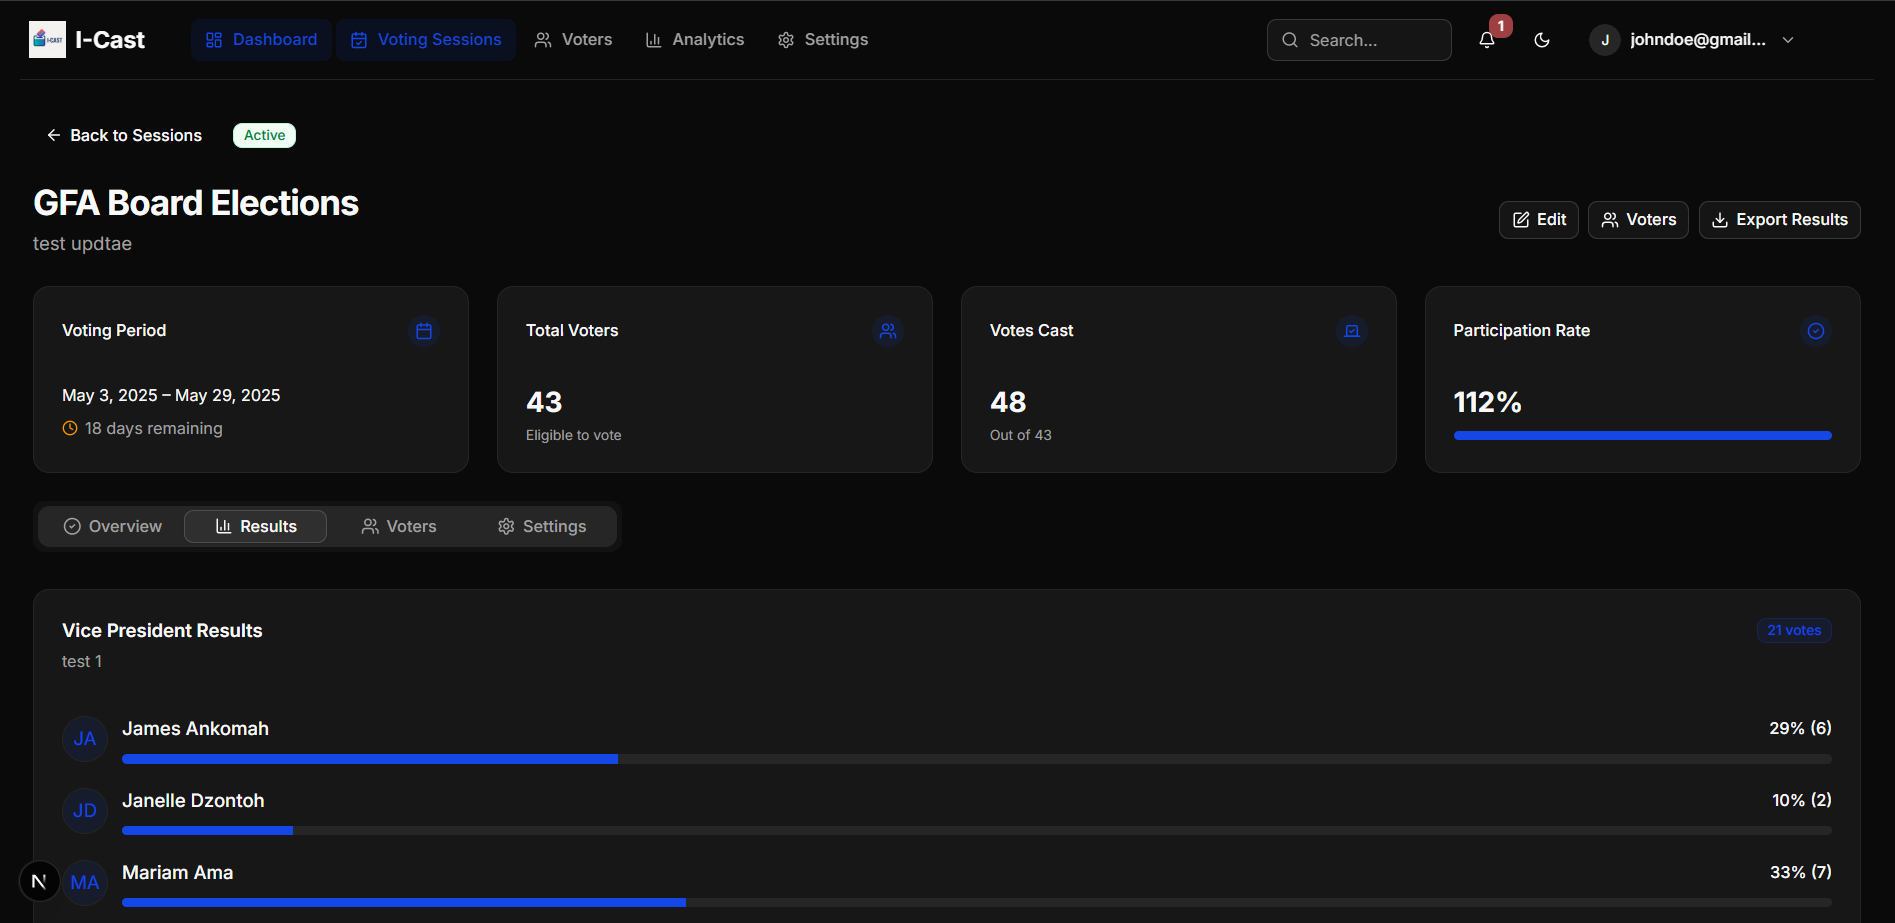 I-CAST I-Cast Dashboard Voting Sessions Voters Analytics Settings Search... 1 J johndoe@gmail...
Back to Sessions Active
GFA Board Elections
test updtae
Edit Voters Export Results
Voting Period
May 3, 2025 – May 29, 2025
18 days remaining
Total Voters
43
Eligible to vote
Votes Cast
48
Out of 43
Participation Rate
112%
Overview Results Voters Settings
Vice President Results 21 votes
test 1
JA James Ankomah 29% (6)
JD Janelle Dzontoh 10% (2)
N MA Mariam Ama 33% (7)